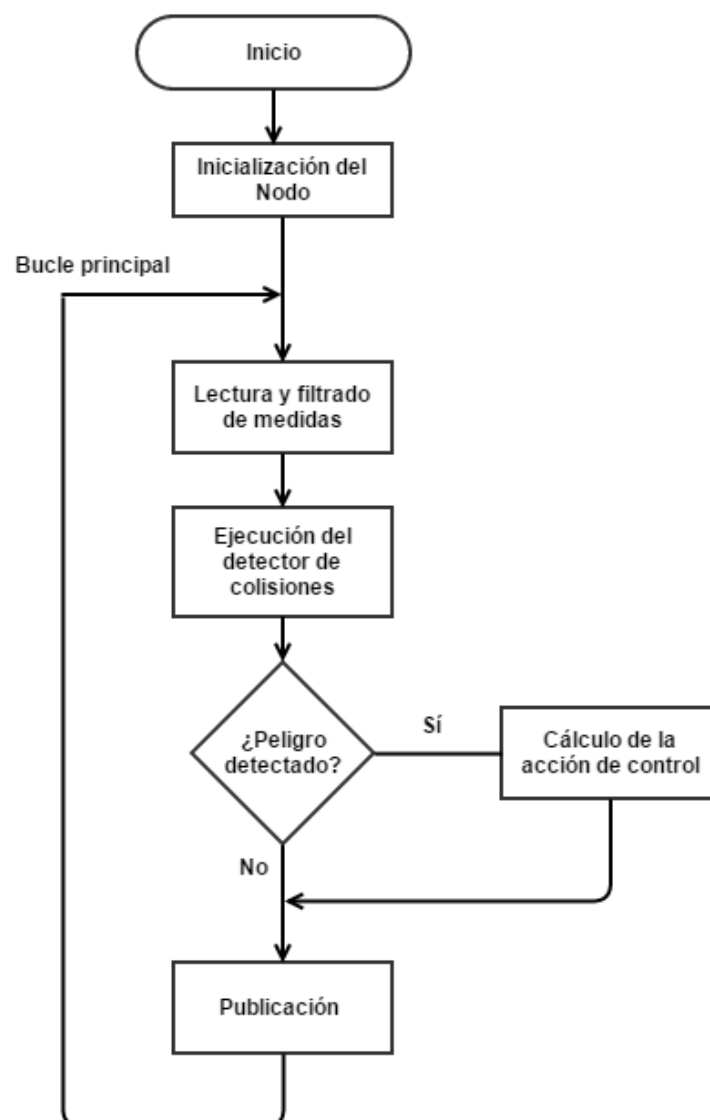 Inicio
Inicialización del
Nodo
Bucle principal
Lectura y filtrado
de medidas
Ejecución del
detector de
colisiones
¿Peligro
detectado?
Sí
Cálculo de la
acción de control
No
Publicación